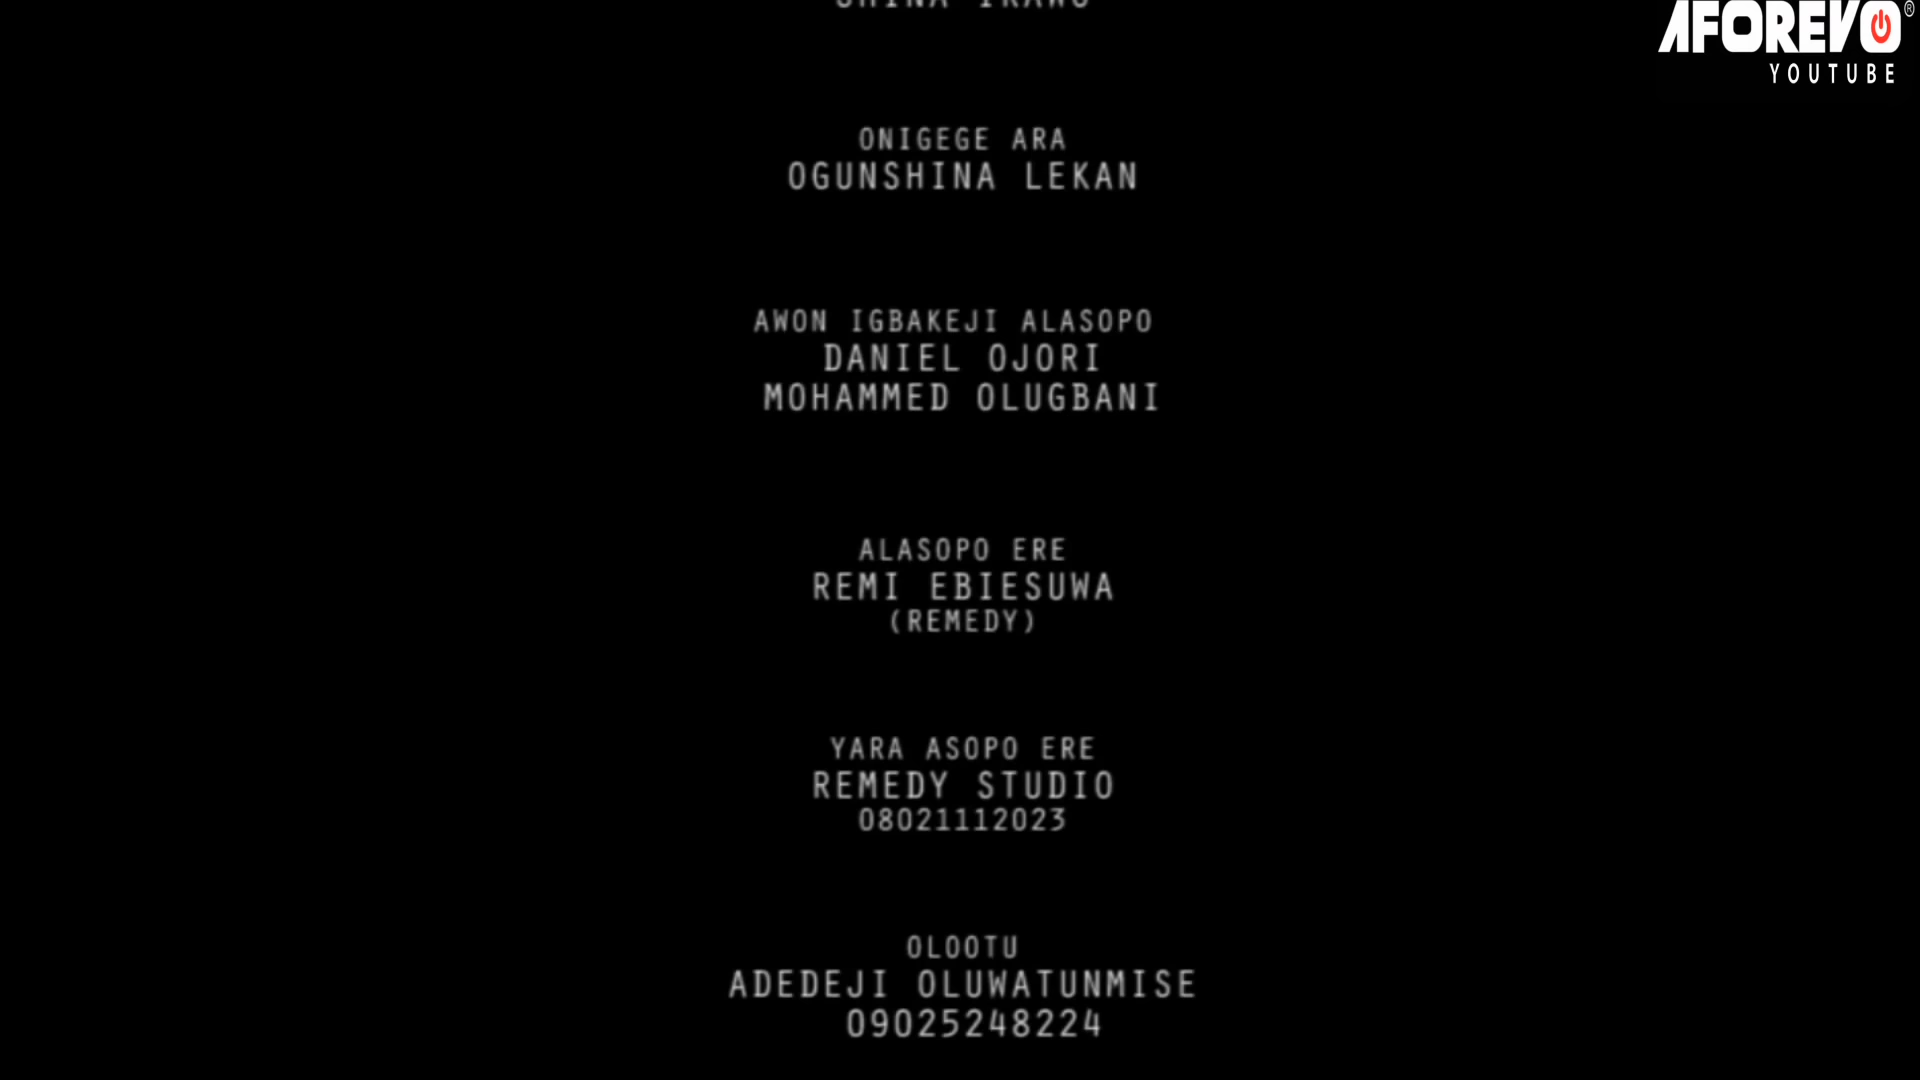 AFOREVO®
YOUTUBE
ONIGEGE ARA
OGUNSHINA LEKAN
AWON IGBAKEJI ALASOPO
DANIEL OJORI
MOHAMMED OLUGBANI
ALASOPO ERE
REMI EBIESUWA
(REMEDY)
YARA ASOPO ERE
REMEDY STUDIO
08021112023
OLOOTU
ADEDEJI OLUWATUNMISE
09025248224